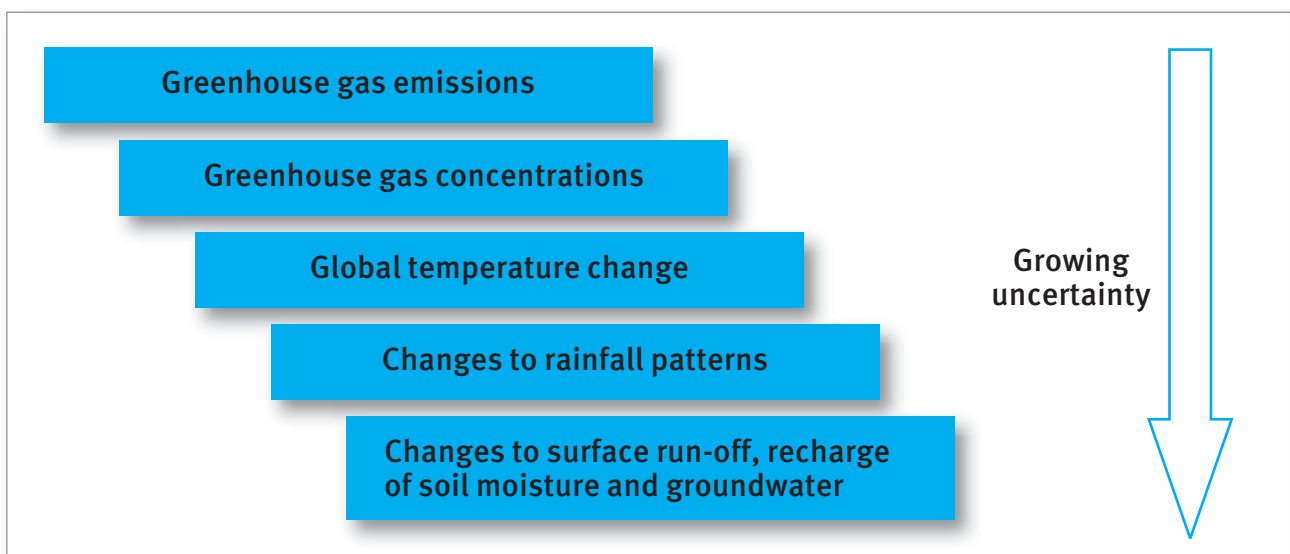 Greenhouse gas emissions
Greenhouse gas concentrations
Global temperature change
Growing
uncertainty
Changes to rainfall patterns
Changes to surface run-off, recharge
of soil moisture and groundwater